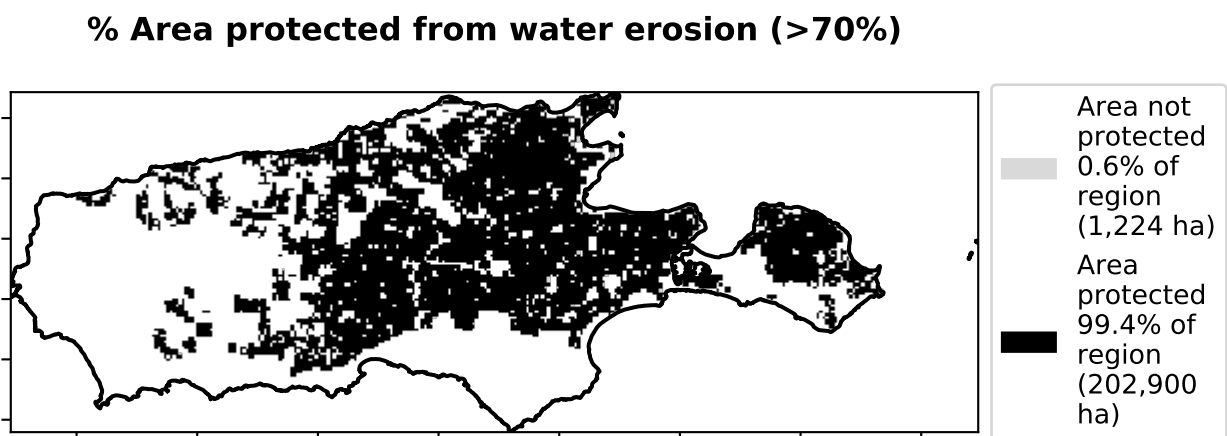 % Area protected from water erosion (>70%)
Area not
protected
0.6% of
region
(1,224 ha)
Area
protected
99.4% of
region
(202,900
ha)